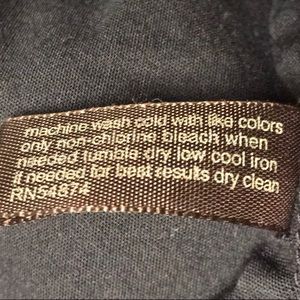 machine wash cold with like colors
only non-chlorine bleach when
needed tumble dry low cool iron
if needed for best results dry clean
RN54874